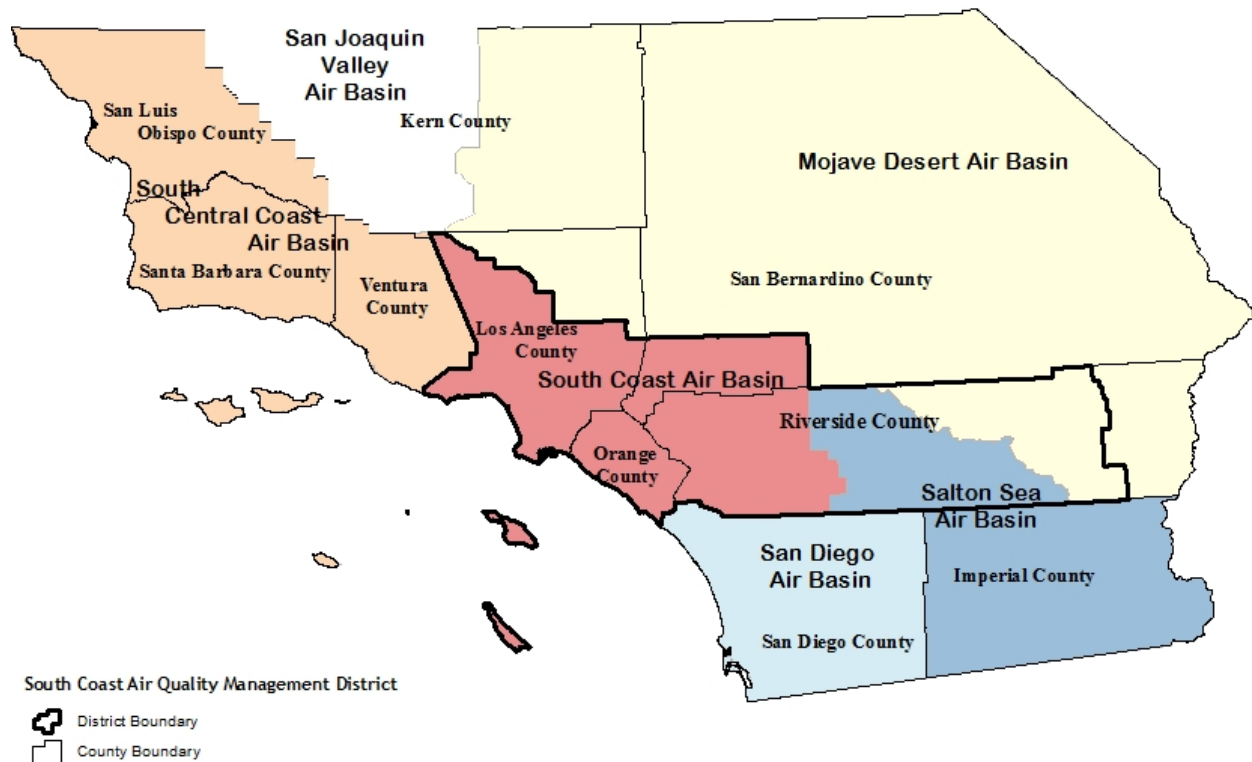 San Joaquin
Valley
Air Basin
Kern County
San Luis
Obispo County
Mojave Desert Air Basin
South
Central Coast
Air Basin
Santa Barbara County
Ventura
County
San Bernardino County
Los Angeles
County
South Coast Air Basin
Riverside County
Orange
County
Salton Sea
Air Basin
San Diego
Air Basin
Imperial County
San Diego County
South Coast Air Quality Management District
District Boundary
County Boundary